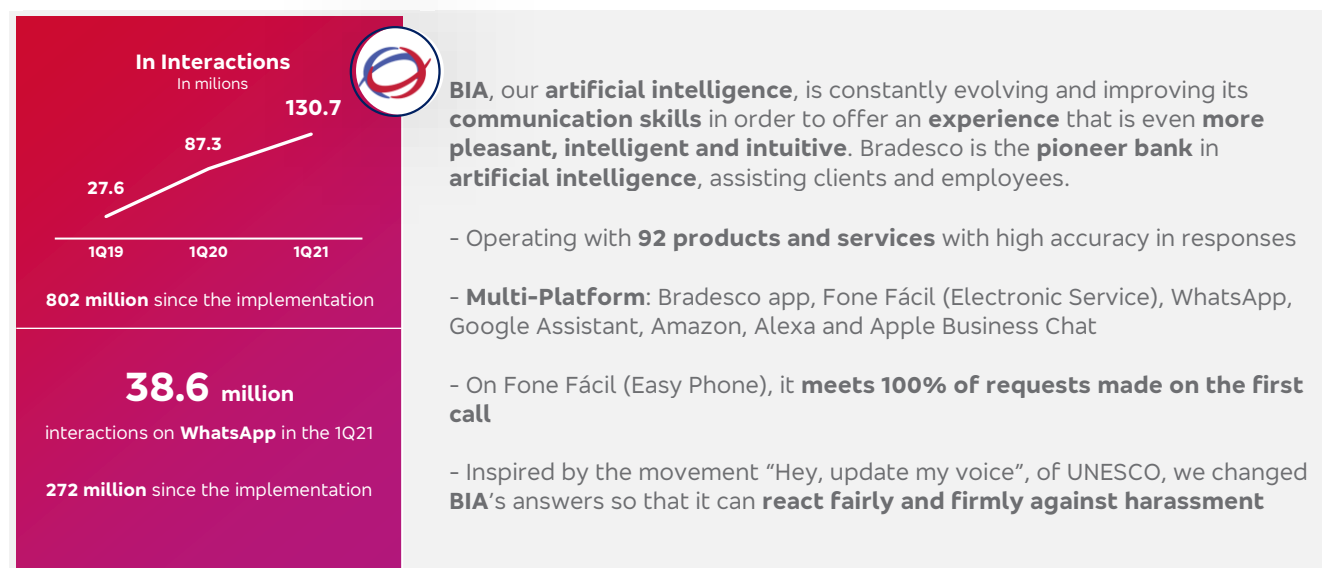 In Interactions
In milions
130.7
87.3
27.6
1Q19 1Q20 1Q21
802 million since the implementation
38.6 million
interactions on WhatsApp in the 1Q21
272 million since the implementation
BIA, our artificial intelligence, is constantly evolving and improving its
communication skills in order to offer an experience that is even more
pleasant, intelligent and intuitive. Bradesco is the pioneer bank in
artificial intelligence, assisting clients and employees.
- Operating with 92 products and services with high accuracy in responses
- Multi-Platform: Bradesco app, Fone Fácil (Electronic Service), WhatsApp,
Google Assistant, Amazon, Alexa and Apple Business Chat
- On Fone Fácil (Easy Phone), it meets 100% of requests made on the first
call
- Inspired by the movement “Hey, update my voice”, of UNESCO, we changed
BIA’s answers so that it can react fairly and firmly against harassment